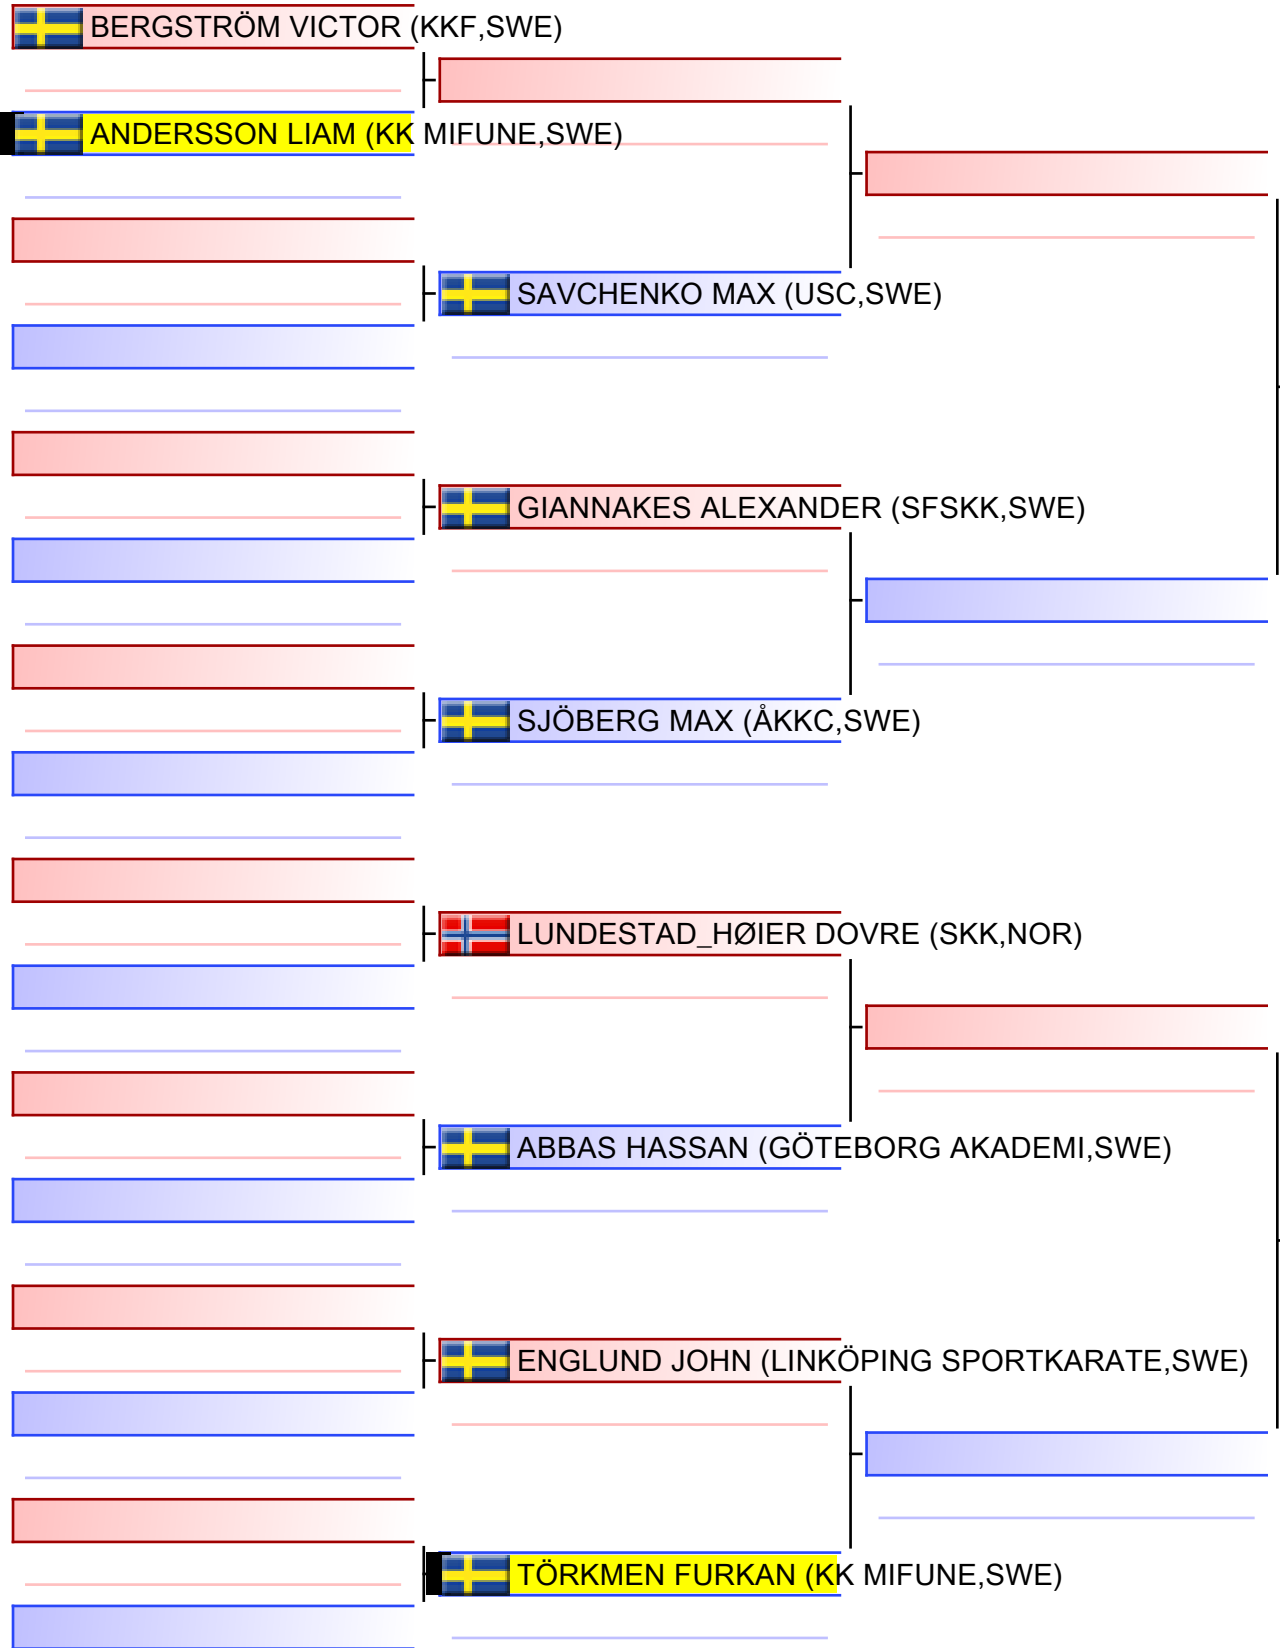 BERGSTRÖM VICTOR (KKF,SWE)
ANDERSSON LIAM (KK MIFUNE,SWE)
SAVCHENKO MAX (USC,SWE)
GIANNAKES ALEXANDER (SFSKK,SWE)
SJÖBERG MAX (ÅKKC,SWE)
LUNDESTAD_HØIER DOVRE (SKK,NOR)
ABBAS HASSAN (GÖTEBORG AKADEMI,SWE)
ENGLUND JOHN (LINKÖPING SPORTKARATE,SWE)
TÖRKMEN FURKAN (KK MIFUNE,SWE)